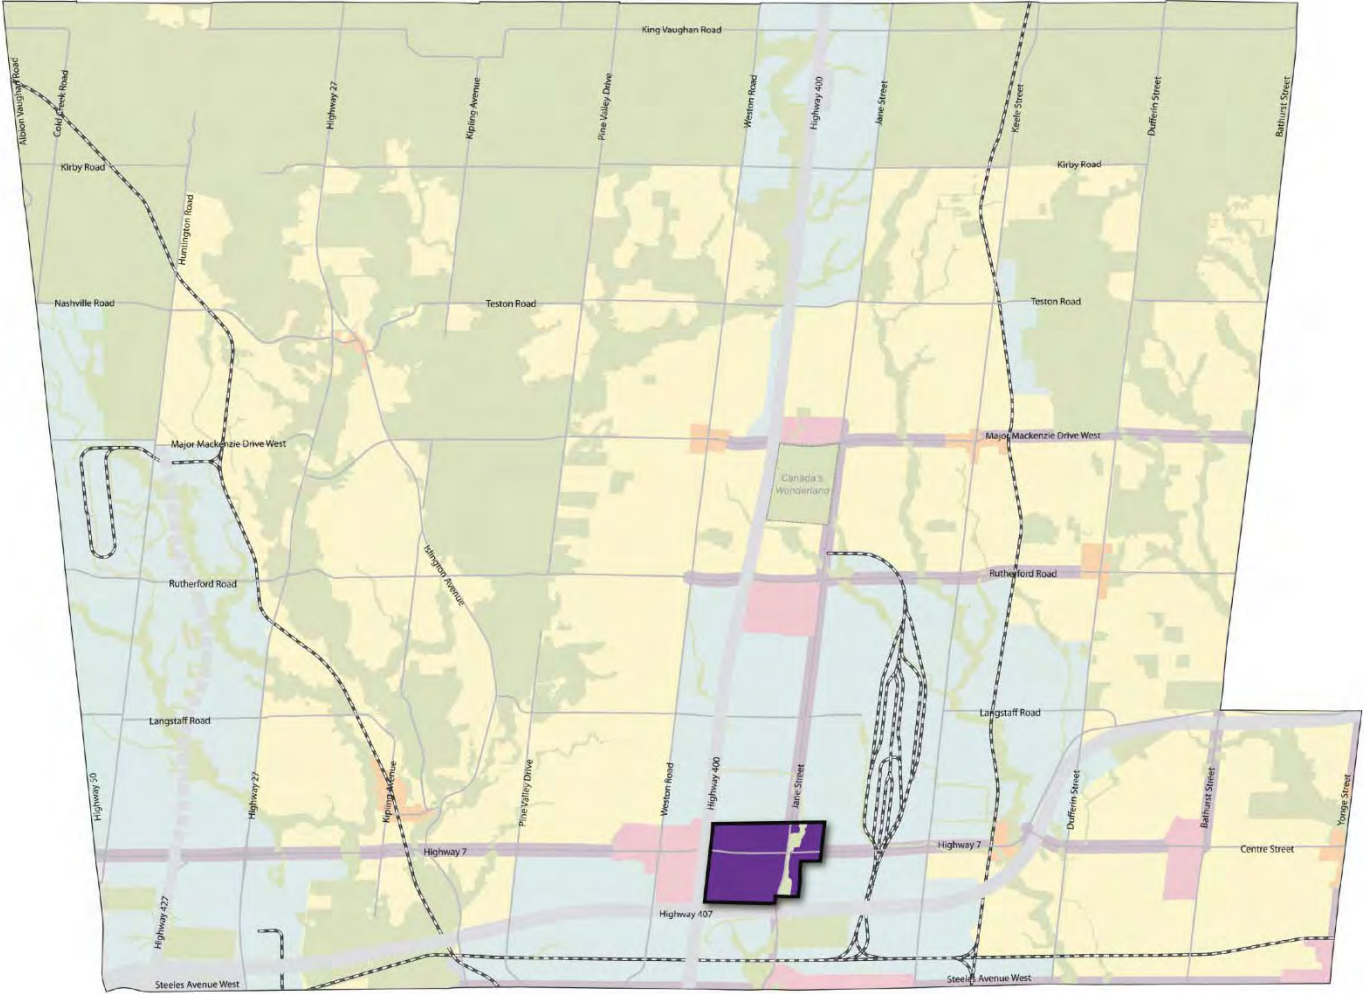 King Vaughan Road
Albion Vaughan Road
Cold Creek Road
Highway 27
Kipling Avenue
Pine Valley Drive
Weston Road
Highway 400
Jane Street
Keele Street
Dufferin Street
Bathurst Street
Kirby Road
Kirby Road
Huntington Road
Nashville Road
Teston Road
Teston Road
Major Mackenzie Drive West
Major Mackenzie Drive West
Canada's
Wonderland
Rutherford Road
Islington Avenue
Rutherford Road
Langstaff Road
Langstaff Road
Highway 50
Highway 27
Kipling Avenue
Pine Valley Drive
Weston Road
Highway 400
Jane Street
Dufferin Street
Bathurst Street
Yonge Street
Highway 7
Highway 7
Centre Street
Highway 427
Highway 407
Steeles Avenue West
Steeles Avenue West